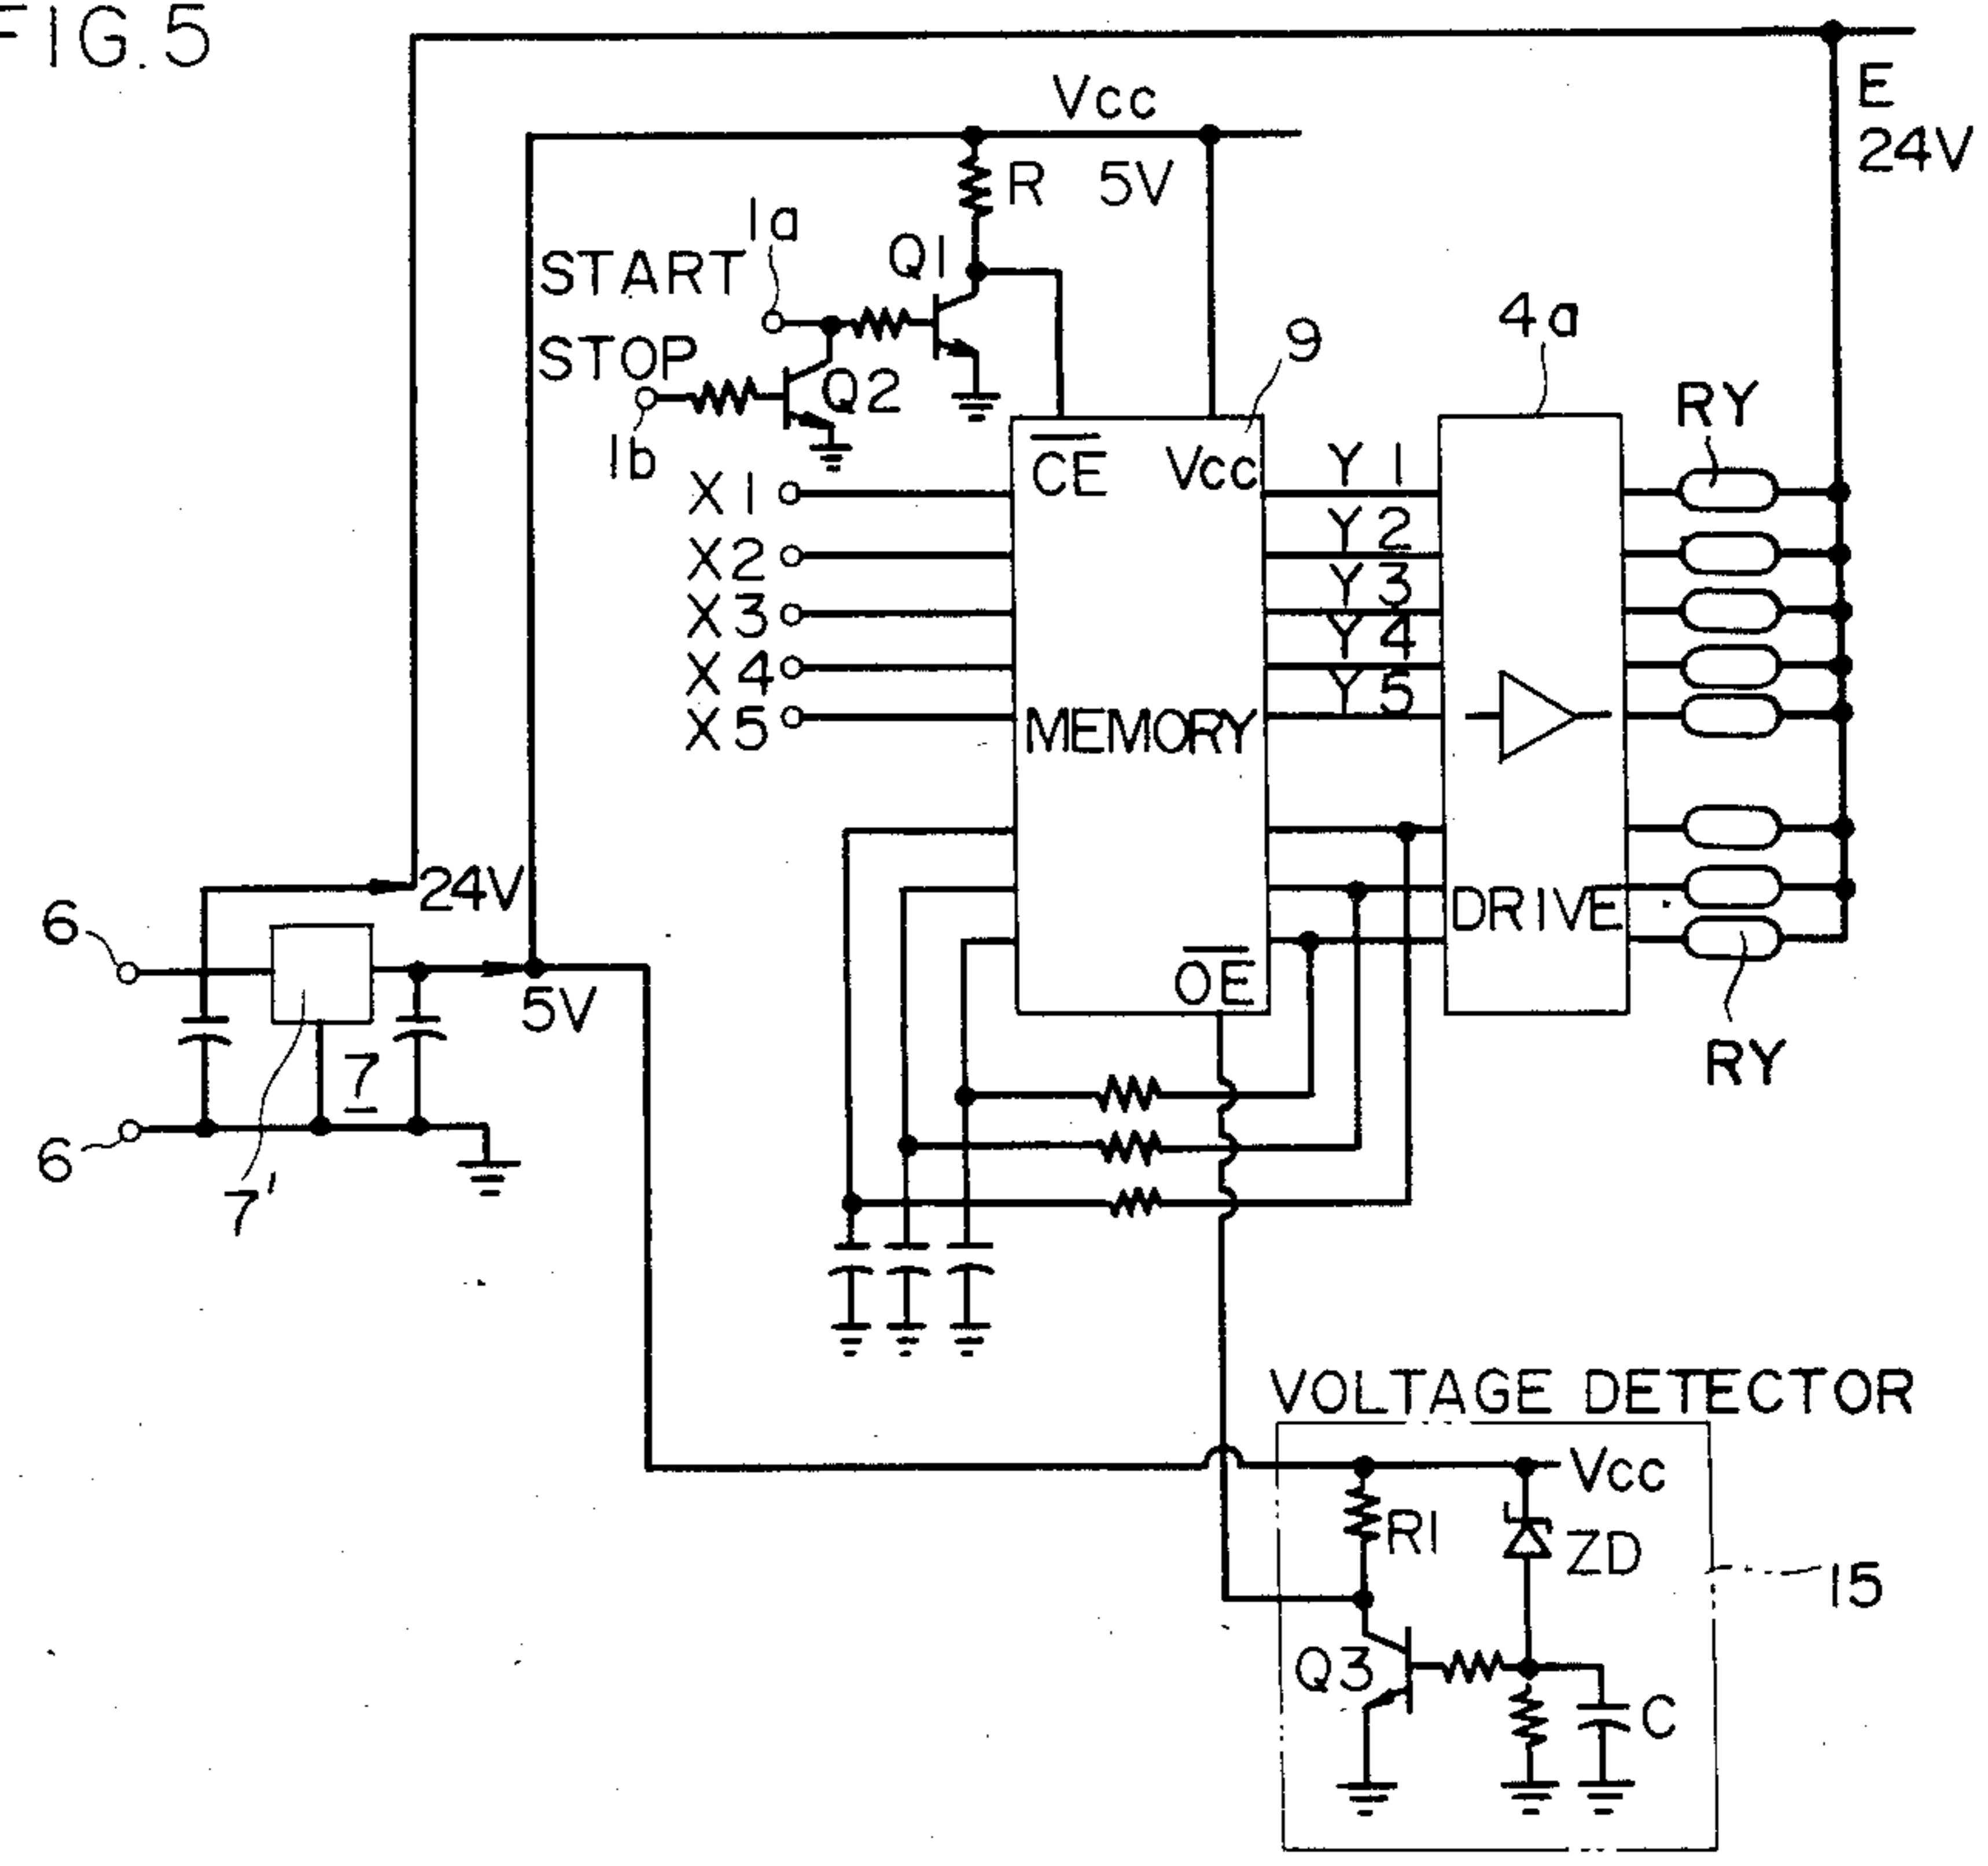 FIG. 5
E
24V
Vcc
5V
R
1a
Q1
START
STOP
Q2
1b
9
4a
RY
CE
Vcc
X1
X2
X3
X4
X5
Y1
Y2
Y3
Y4
Y5
MEMORY
DRIVE
OE
RY
24V
6
5V
7
6
7'
VOLTAGE DETECTOR
Vcc
R1
ZD
15
Q3
C